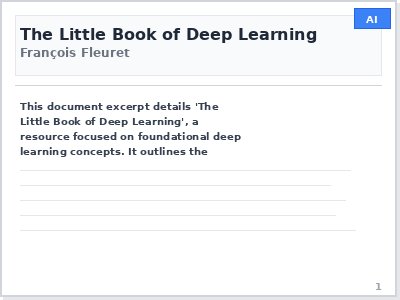 AI
The Little Book of Deep Learning
François Fleuret
This document excerpt details 'The
Little Book of Deep Learning', a
resource focused on foundational deep
learning concepts. It outlines the
1